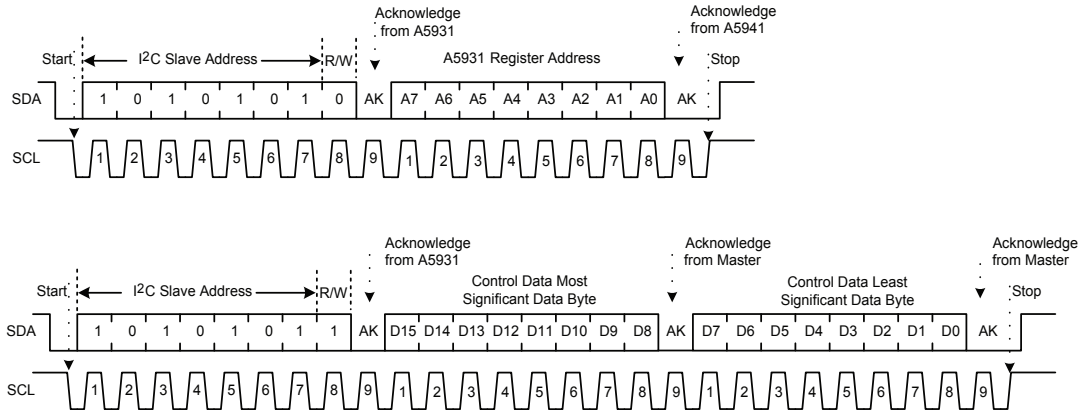 Acknowledge
from A5931
Acknowledge
from A5941
Start
I2C Slave Address
R/W
A5931 Register Address
Stop
SDA 1 0 1 0 1 0 1 0 AK A7 A6 A5 A4 A3 A2 A1 A0 AK
SCL 1 2 3 4 5 6 7 8 9 1 2 3 4 5 6 7 8 9
Acknowledge
from A5931
Acknowledge
from Master
Acknowledge
from Master
Start
I2C Slave Address
R/W
Control Data Most
Significant Data Byte
Control Data Least
Significant Data Byte
Stop
SDA 1 0 1 0 1 0 1 1 AK D15 D14 D13 D12 D11 D10 D9 D8 AK D7 D6 D5 D4 D3 D2 D1 D0 AK
SCL 1 2 3 4 5 6 7 8 9 1 2 3 4 5 6 7 8 9 1 2 3 4 5 6 7 8 9